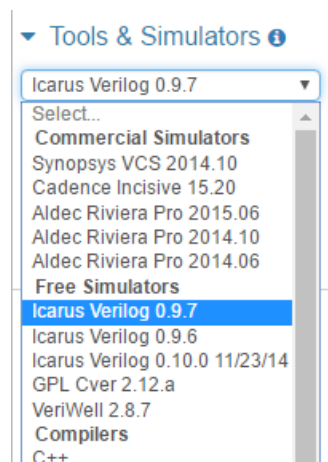 Tools & Simulators
Icarus Verilog 0.9.7
Select...
Commercial Simulators
Synopsys VCS 2014.10
Cadence Incisive 15.20
Aldec Riviera Pro 2015.06
Aldec Riviera Pro 2014.10
Aldec Riviera Pro 2014.06
Free Simulators
Icarus Verilog 0.9.7
Icarus Verilog 0.9.6
Icarus Verilog 0.10.0 11/23/14
GPL Cver 2.12.a
VeriWell 2.8.7
Compilers
C++